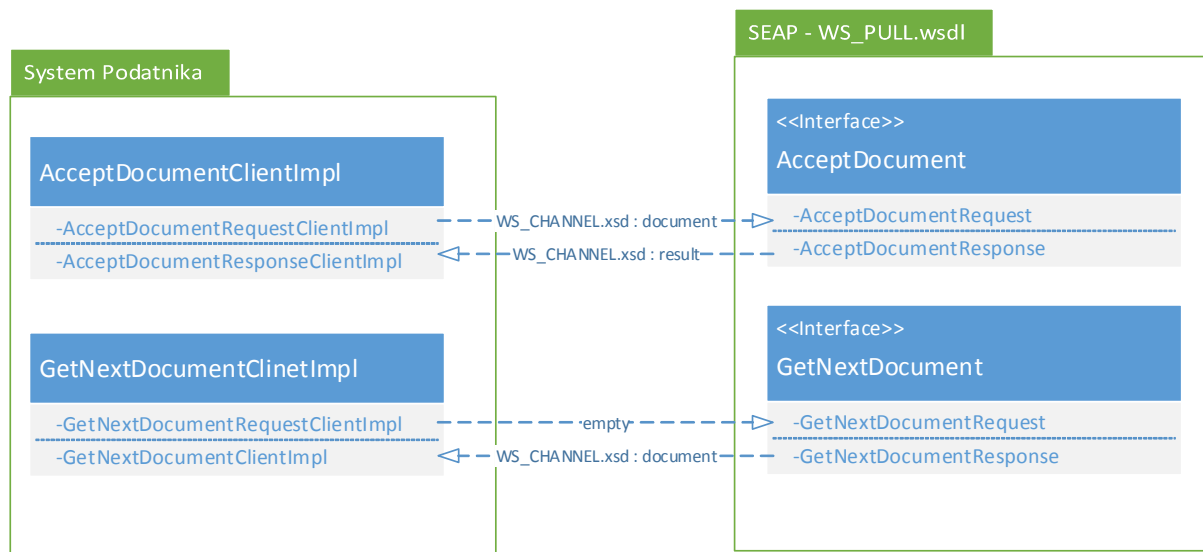 System Podatnika
AcceptDocumentClientImpl
-AcceptDocumentRequestClientImpl
-AcceptDocumentResponseClientImpl
GetNextDocumentClinetImpl
-GetNextDocumentRequestClientImpl
-GetNextDocumentClientImpl
WS_CHANNEL.xsd : document
WS_CHANNEL.xsd : result
empty
WS_CHANNEL.xsd : document
SEAP - WS_PULL.wsdl
<<Interface>>
AcceptDocument
-AcceptDocumentRequest
-AcceptDocumentResponse
<<Interface>>
GetNextDocument
-GetNextDocumentRequest
-GetNextDocumentResponse